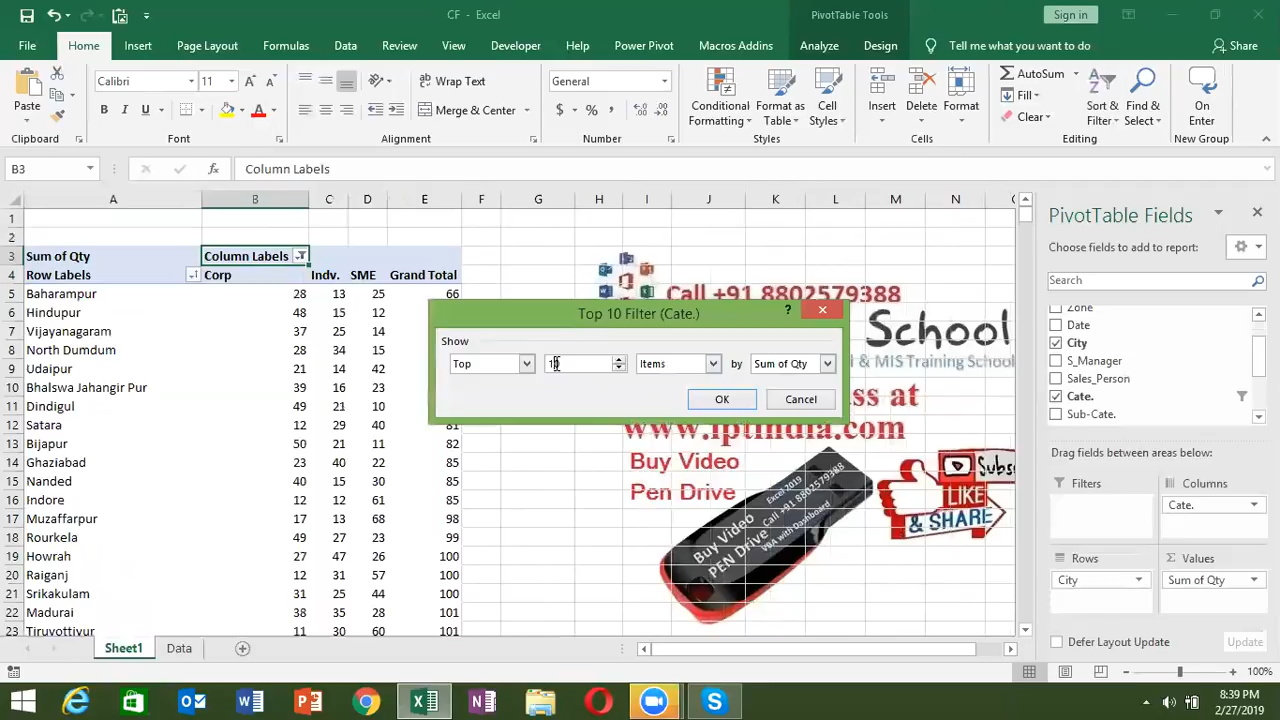 CF - Excel
PivotTable Tools
Sign in
File Home Insert Page Layout Formulas Data Review View Developer Help Power Pivot Macros Addins Analyze Design Tell me what you want to do Share
Paste
Calibri 11
Wrap Text
General
Merge & Center
Conditional Formatting
Format as Table
Cell Styles
Insert
Delete
Format
AutoSum
Fill
Clear
Sort & Filter
Find & Select
On Enter
Clipboard Font Alignment Number Styles Cells Editing New Group
B3 Column Labels
A B C D E F G H I J K L M N
1
2
3 Sum of Qty Column Labels
4 Row Labels Corp Indv. SME Grand Total
5 Baharampur 28 13 25 66
6 Hindupur 48 15 12
7 Vijayanagaram 37 25 14
8 North Dumdum 28 34 15
9 Udaipur 21 14 42
10 Bhalswa Jahangir Pur 39 16 23
11 Dindigul 49 21 10
12 Satara 12 29 40 81
13 Bijapur 50 21 11 82
14 Ghaziabad 23 40 22 85
15 Nanded 40 15 30 85
16 Indore 12 12 61 85
17 Muzaffarpur 17 13 68 98
18 Rourkela 49 27 23 99
19 Howrah 27 47 26 100
20 Raiganj 12 31 57 100
21 Srikakulam 31 25 44 100
22 Madurai 38 35 28 101
23 Tiruvottiyur 11 30 60 101
Call +91 8802579388
School
& MIS Training School
ss at
www.iptindia.com
Buy Video
Pen Drive
Excel 2019
Call +91 8802579388
VBA with Dashboard
Buy Video
PEN Drive
Subs
LIKE
& SHARE
Top 10 Filter (Cate.)
?
Show
Top 10 Items by Sum of Qty
OK Cancel
PivotTable Fields
Choose fields to add to report:
Search
Zone
Date
City
S_Manager
Sales_Person
Cate.
Sub-Cate.
Drag fields between areas below:
Filters Columns
Cate.
Rows Values
City Sum of Qty
Defer Layout Update Update
Sheet1 Data
100%
8:39 PM
2/27/2019